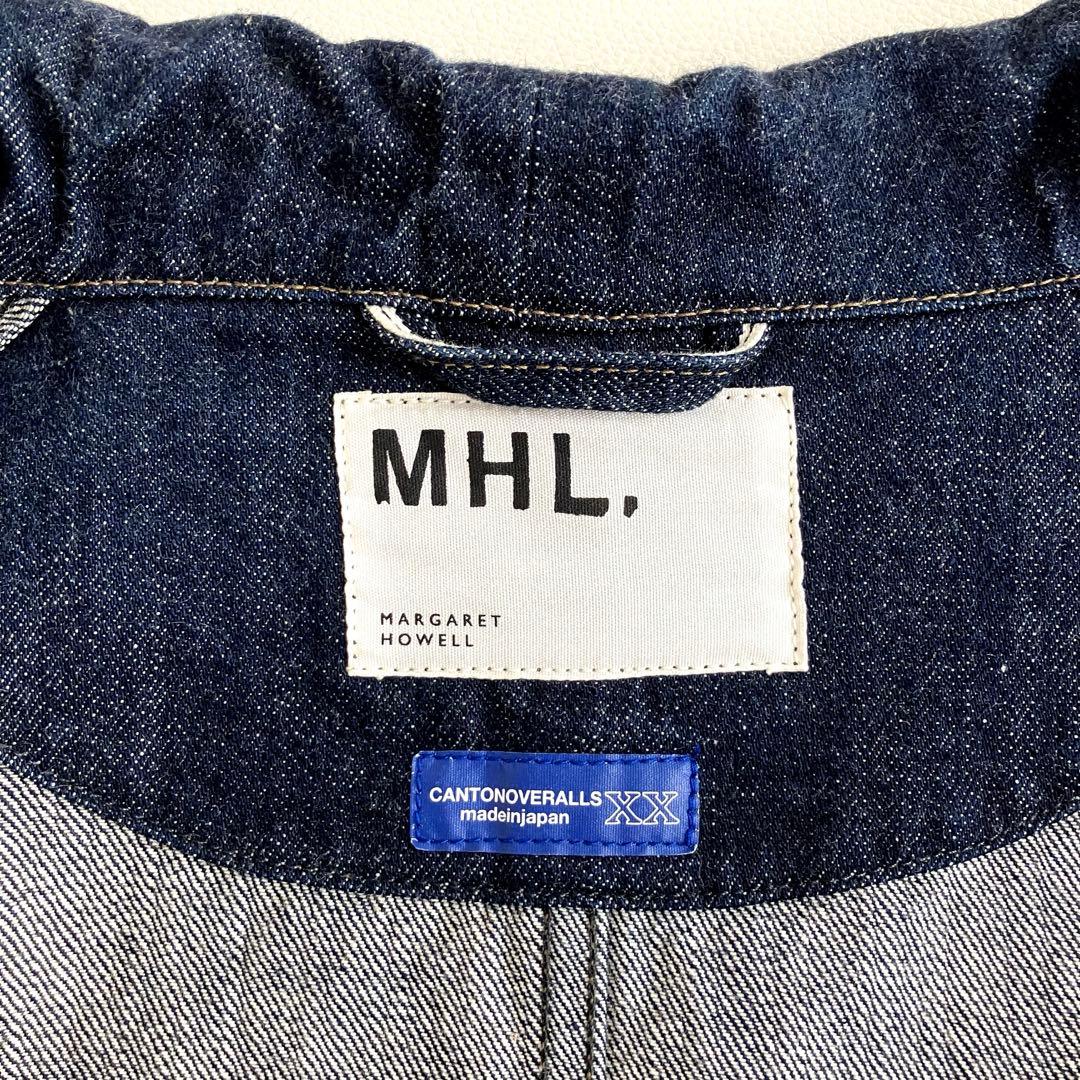 MHL.
MARGARET
HOWELL
CANTONOVERALLS XX
madeinjapan